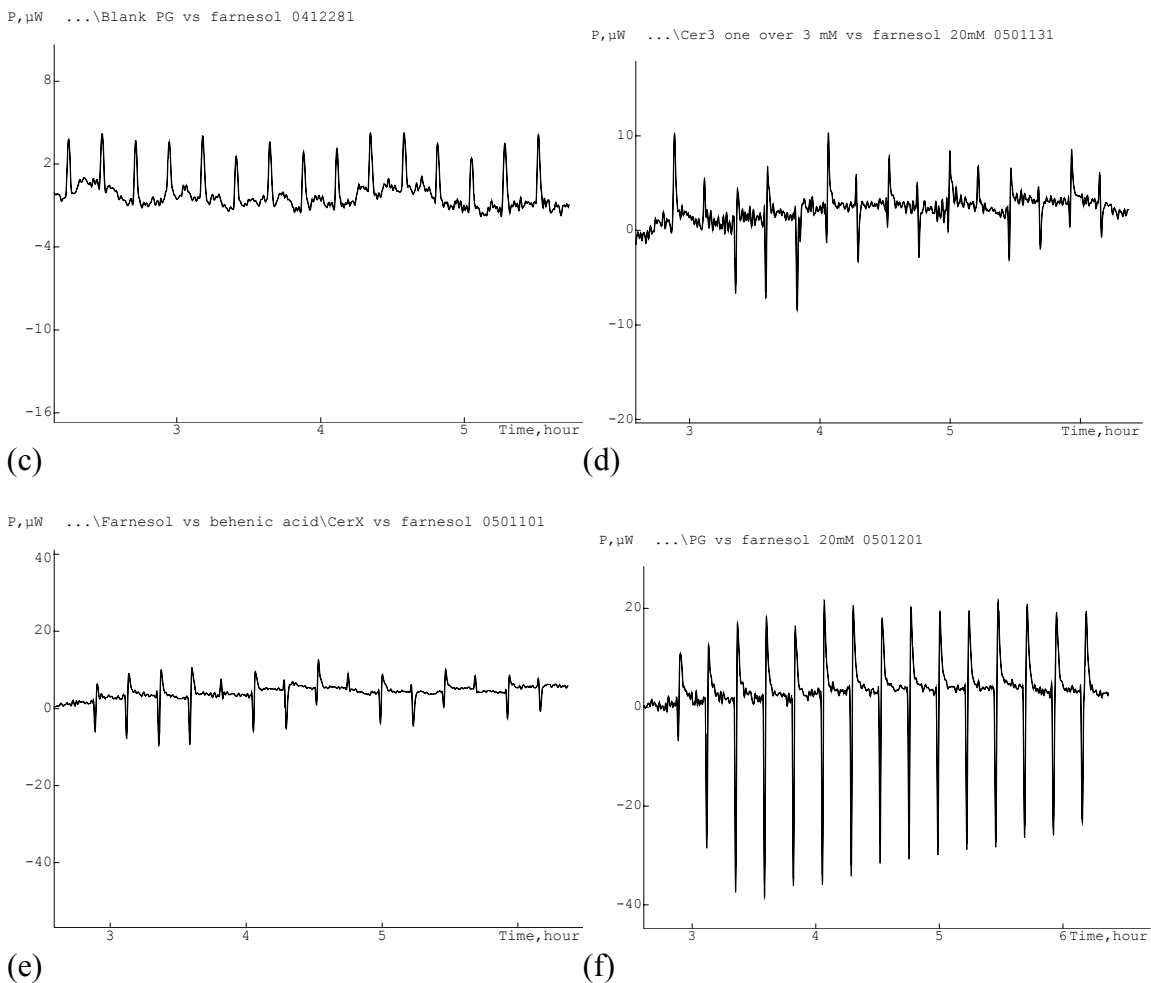 P,µW ...\Blank PG vs farnesol 0412281
8
2
-4
-10
-16
3 4 5 Time,hour
(c)
P,µW ...\Cer3 one over 3 mM vs farnesol 20mM 0501131
10
0
-10
-20
3 4 5 Time,hour
(d)
P,µW ...\Farnesol vs behenic acid\CerX vs farnesol 0501101
40
20
0
-20
-40
3 4 5 Time,hour
(e)
P,µW ...\PG vs farnesol 20mM 0501201
20
0
-20
-40
3 4 5 6 Time,hour
(f)